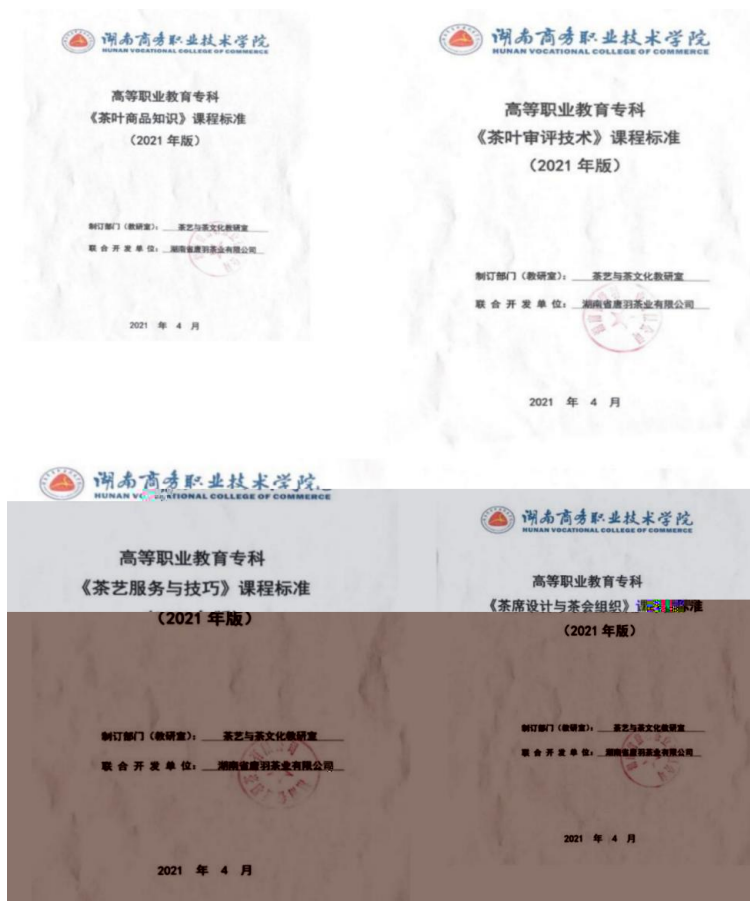 湖南商务职业技术学院
HUNAN VOCATIONAL COLLEGE OF COMMERCE
高等职业教育专科
《茶叶商品知识》课程标准
（2021 年版）
制订部门（教研室）：茶艺与茶文化教研室
联合开发单位：湖南省唐羽茶业有限公司
2021 年 4 月
湖南商务职业技术学院
HUNAN VOCATIONAL COLLEGE OF COMMERCE
高等职业教育专科
《茶叶审评技术》课程标准
（2021 年版）
制订部门（教研室）：茶艺与茶文化教研室
联合开发单位：湖南省唐羽茶业有限公司
2021 年 4 月
湖南商务职业技术学院
HUNAN VOCATIONAL COLLEGE OF COMMERCE
高等职业教育专科
《茶艺服务与技巧》课程标准
（2021 年版）
制订部门（教研室）：茶艺与茶文化教研室
联合开发单位：湖南省唐羽茶业有限公司
2021 年 4 月
湖南商务职业技术学院
HUNAN VOCATIONAL COLLEGE OF COMMERCE
高等职业教育专科
《茶席设计与茶会组织》课程标准
（2021 年版）
制订部门（教研室）：茶艺与茶文化教研室
联合开发单位：湖南省唐羽茶业有限公司
2021 年 4 月